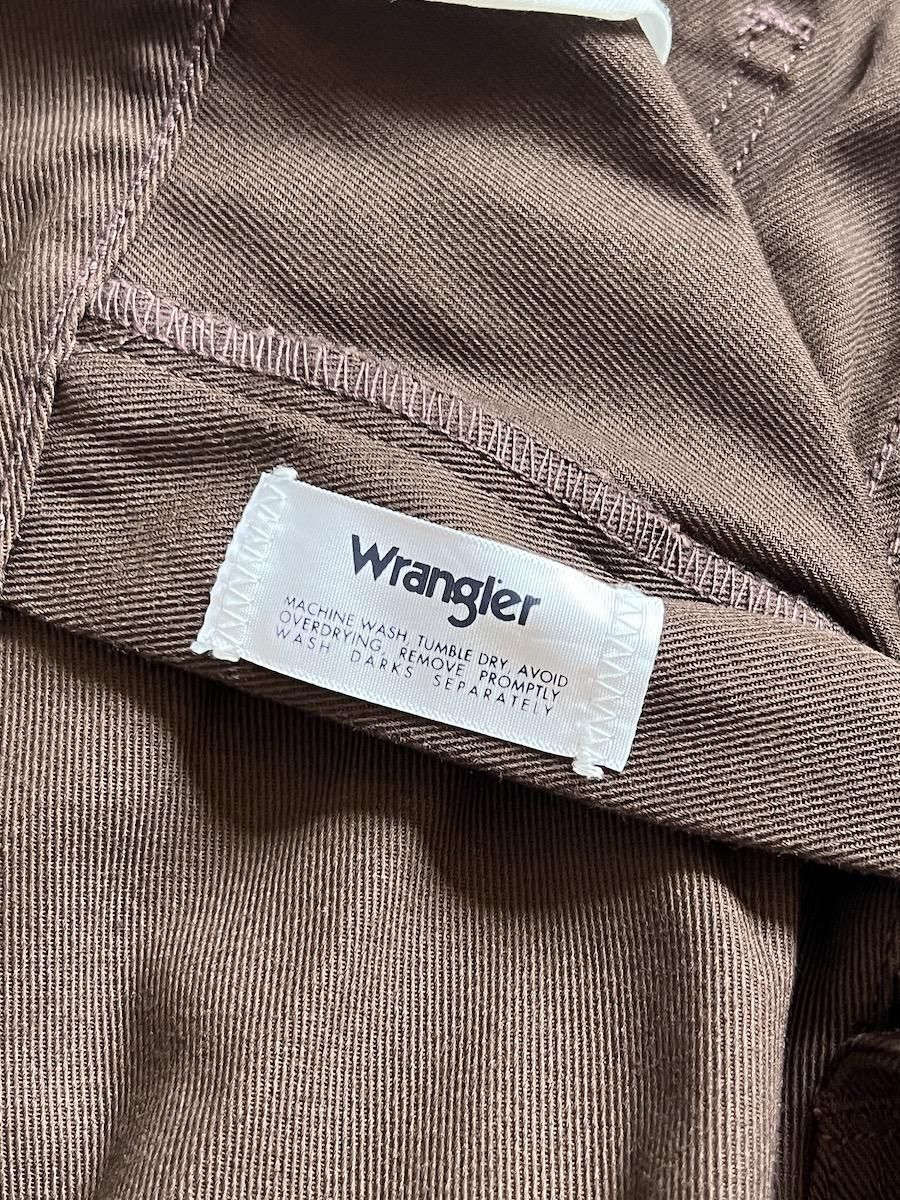 Wrangler
MACHINE WASH, TUMBLE DRY, AVOID
OVERDRYING, REMOVE PROMPTLY
WASH DARKS SEPARATELY